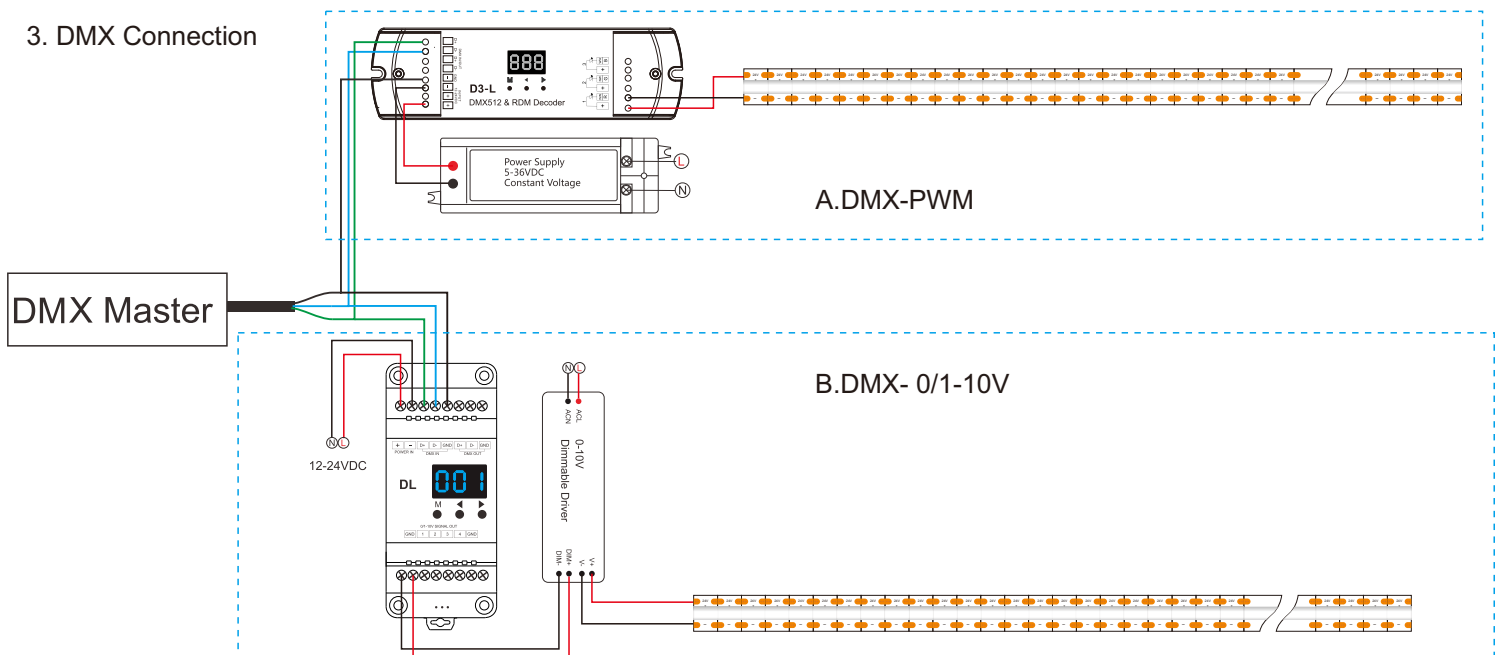 3. DMX Connection
888
M ◄ ►
D3-L
DMX512 & RDM Decoder
Power Supply
5-36VDC
Constant Voltage
L
N
A.DMX-PWM
DMX Master
B.DMX- 0/1-10V
N L
12-24VDC
+ - D+ D- GND D+ D- GND
POWER IN DMX IN DMX OUT
DL
001
M ◄ ►
0/1-10V SIGNAL OUT
GND 1 2 3 4 GND
N L
ACN ACL
0-10V
Dimmable Driver
DIM- DIM+ V- V+